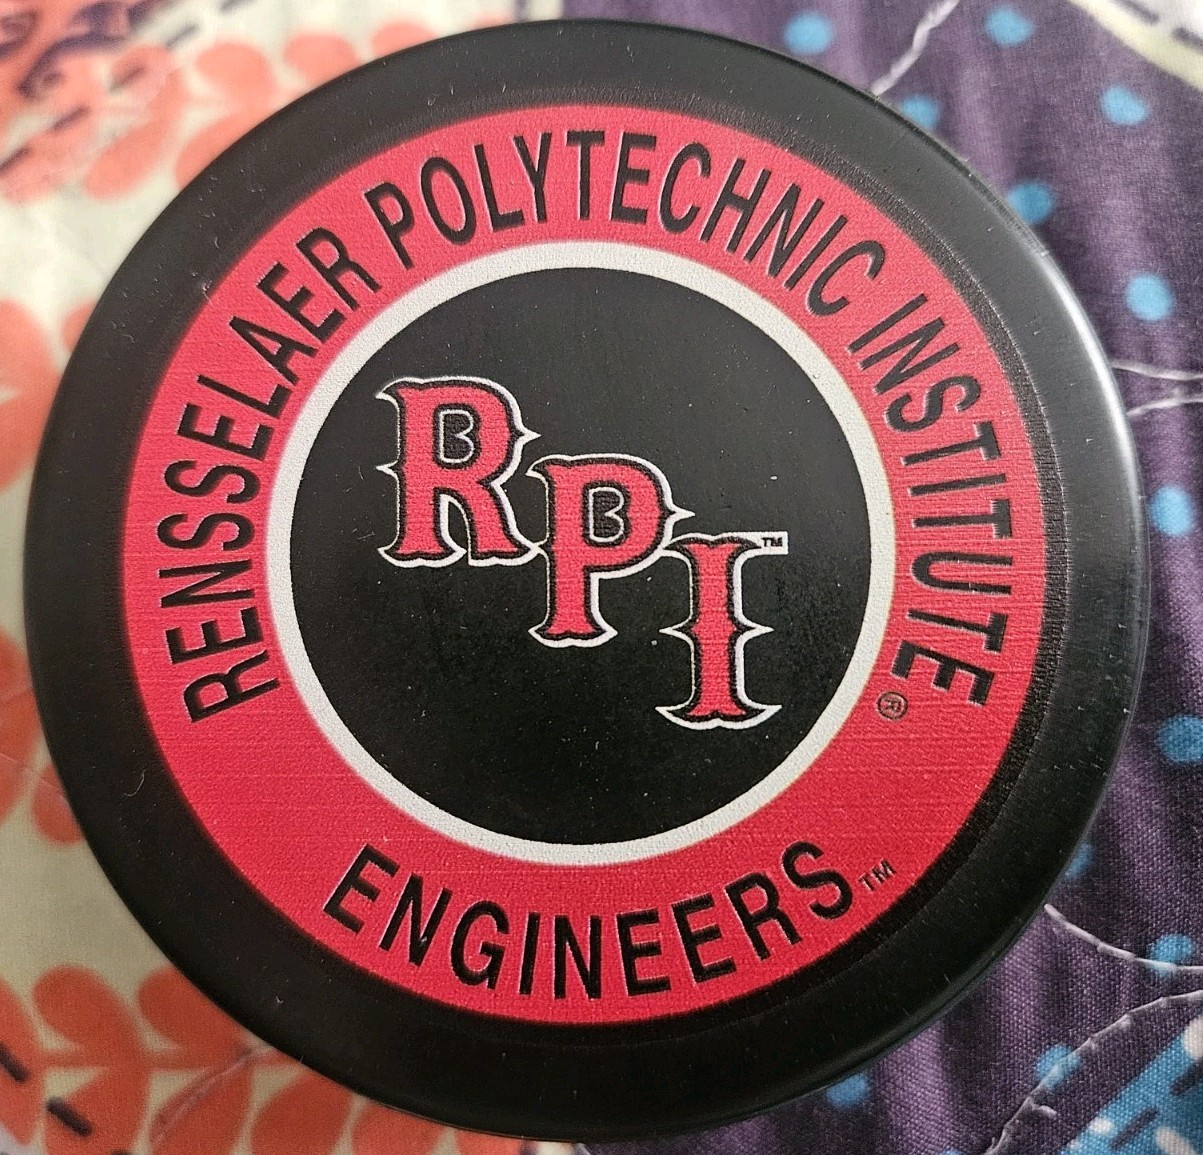 RENSSELAER POLYTECHNIC INSTITUTE®
RPI™
ENGINEERS™